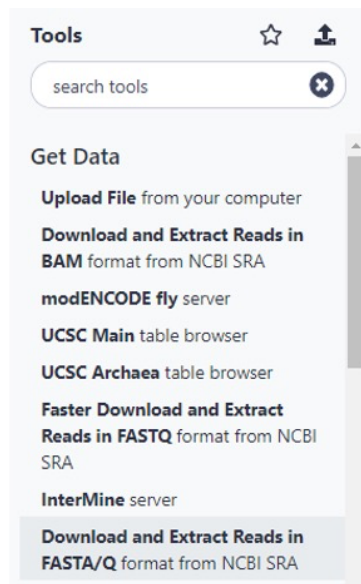 Tools
search tools
Get Data
Upload File from your computer
Download and Extract Reads in
BAM format from NCBI SRA
modENCODE fly server
UCSC Main table browser
UCSC Archaea table browser
Faster Download and Extract
Reads in FASTQ format from NCBI
SRA
InterMine server
Download and Extract Reads in
FASTA/Q format from NCBI SRA